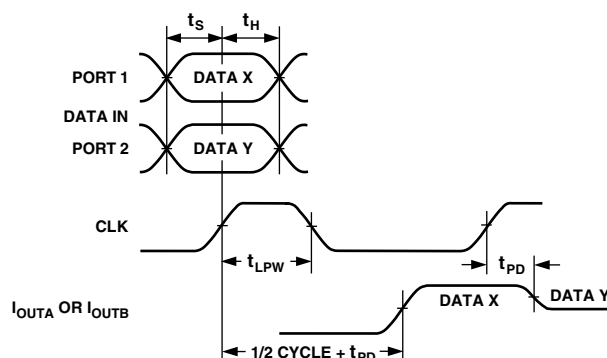 tS tH
PORT 1 DATA X
DATA IN
PORT 2 DATA Y
CLK
tLPW tPD
IOUTA OR IOUTB DATA X DATA Y
1/2 CYCLE + tPD